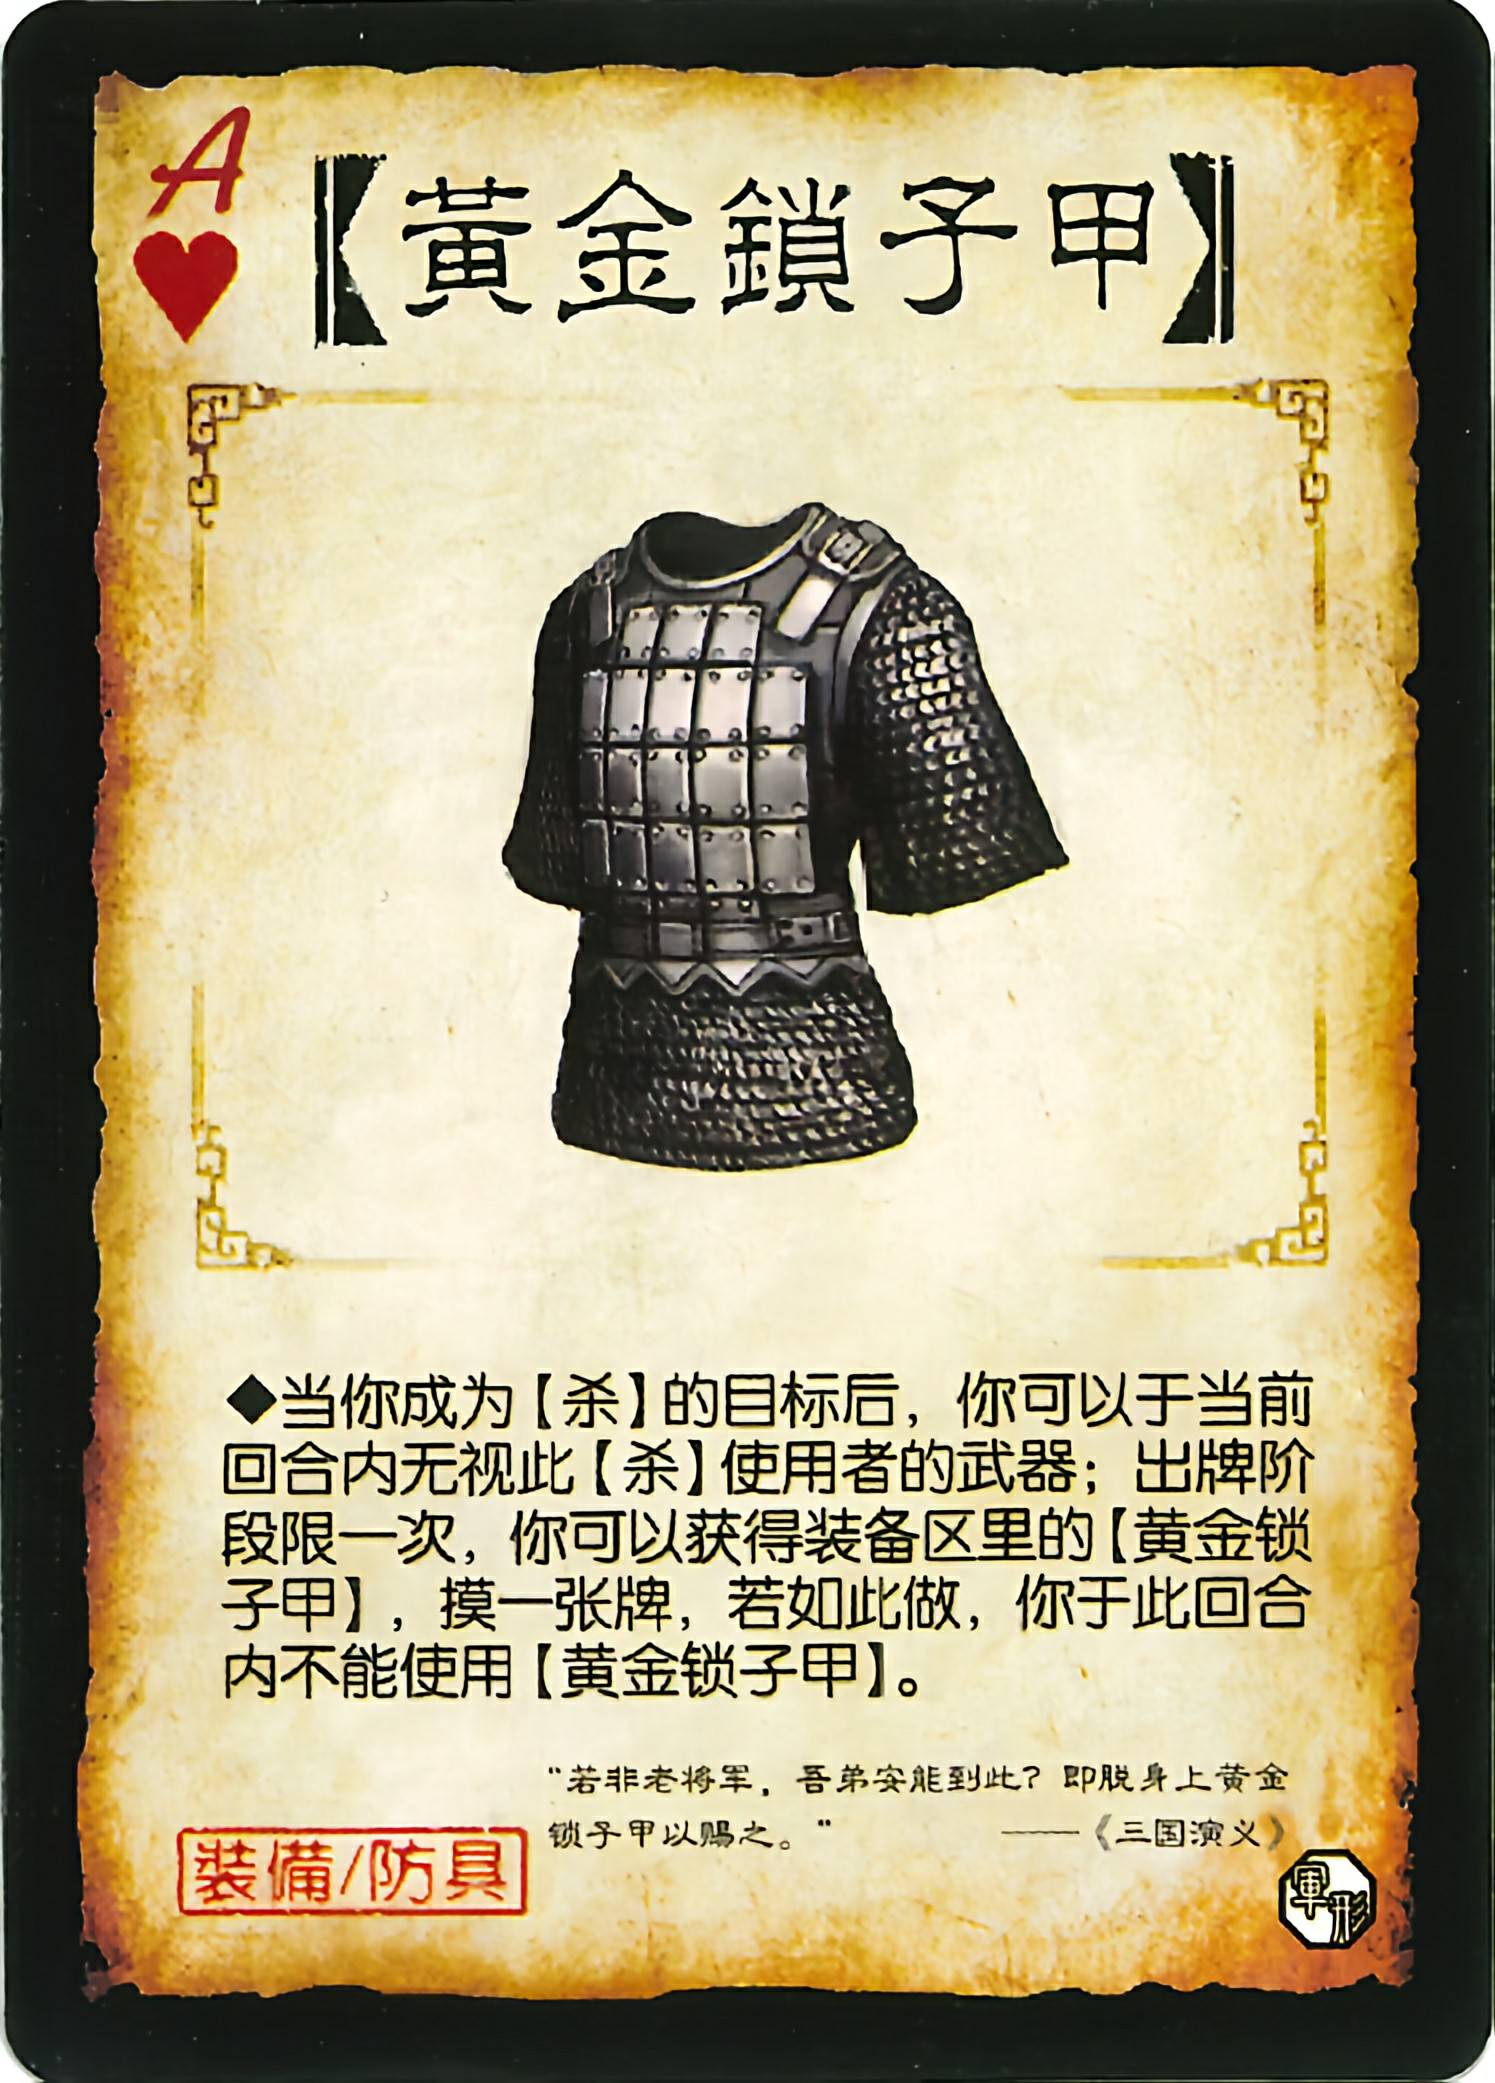 A
【黃金鎖子甲】
◆当你成为【杀】的目标后，你可以于当前
回合内无视此【杀】使用者的武器；出牌阶
段限一次，你可以获得装备区里的【黄金锁
子甲】，摸一张牌，若如此做，你于此回合
内不能使用【黄金锁子甲】。
“若非老将军，吾弟安能到此？即脱身上黄金
锁子甲以赐之。”　——《三国演义》
裝備/防具
軍形